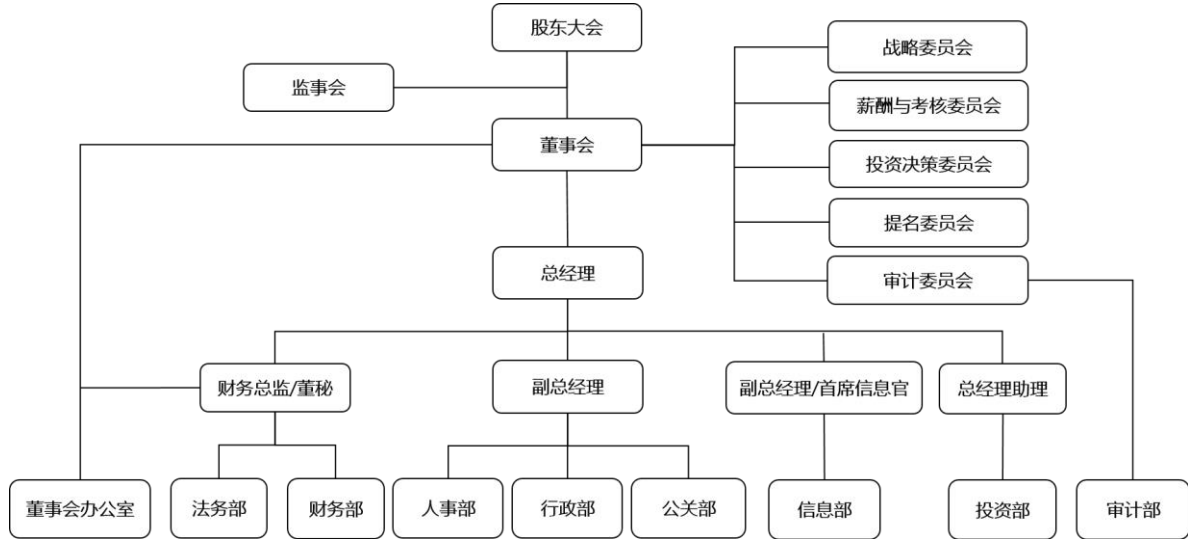 股东大会
监事会
董事会
战略委员会
薪酬与考核委员会
投资决策委员会
提名委员会
审计委员会
总经理
财务总监/董秘
副总经理
副总经理/首席信息官
总经理助理
董事会办公室
法务部
财务部
人事部
行政部
公关部
信息部
投资部
审计部